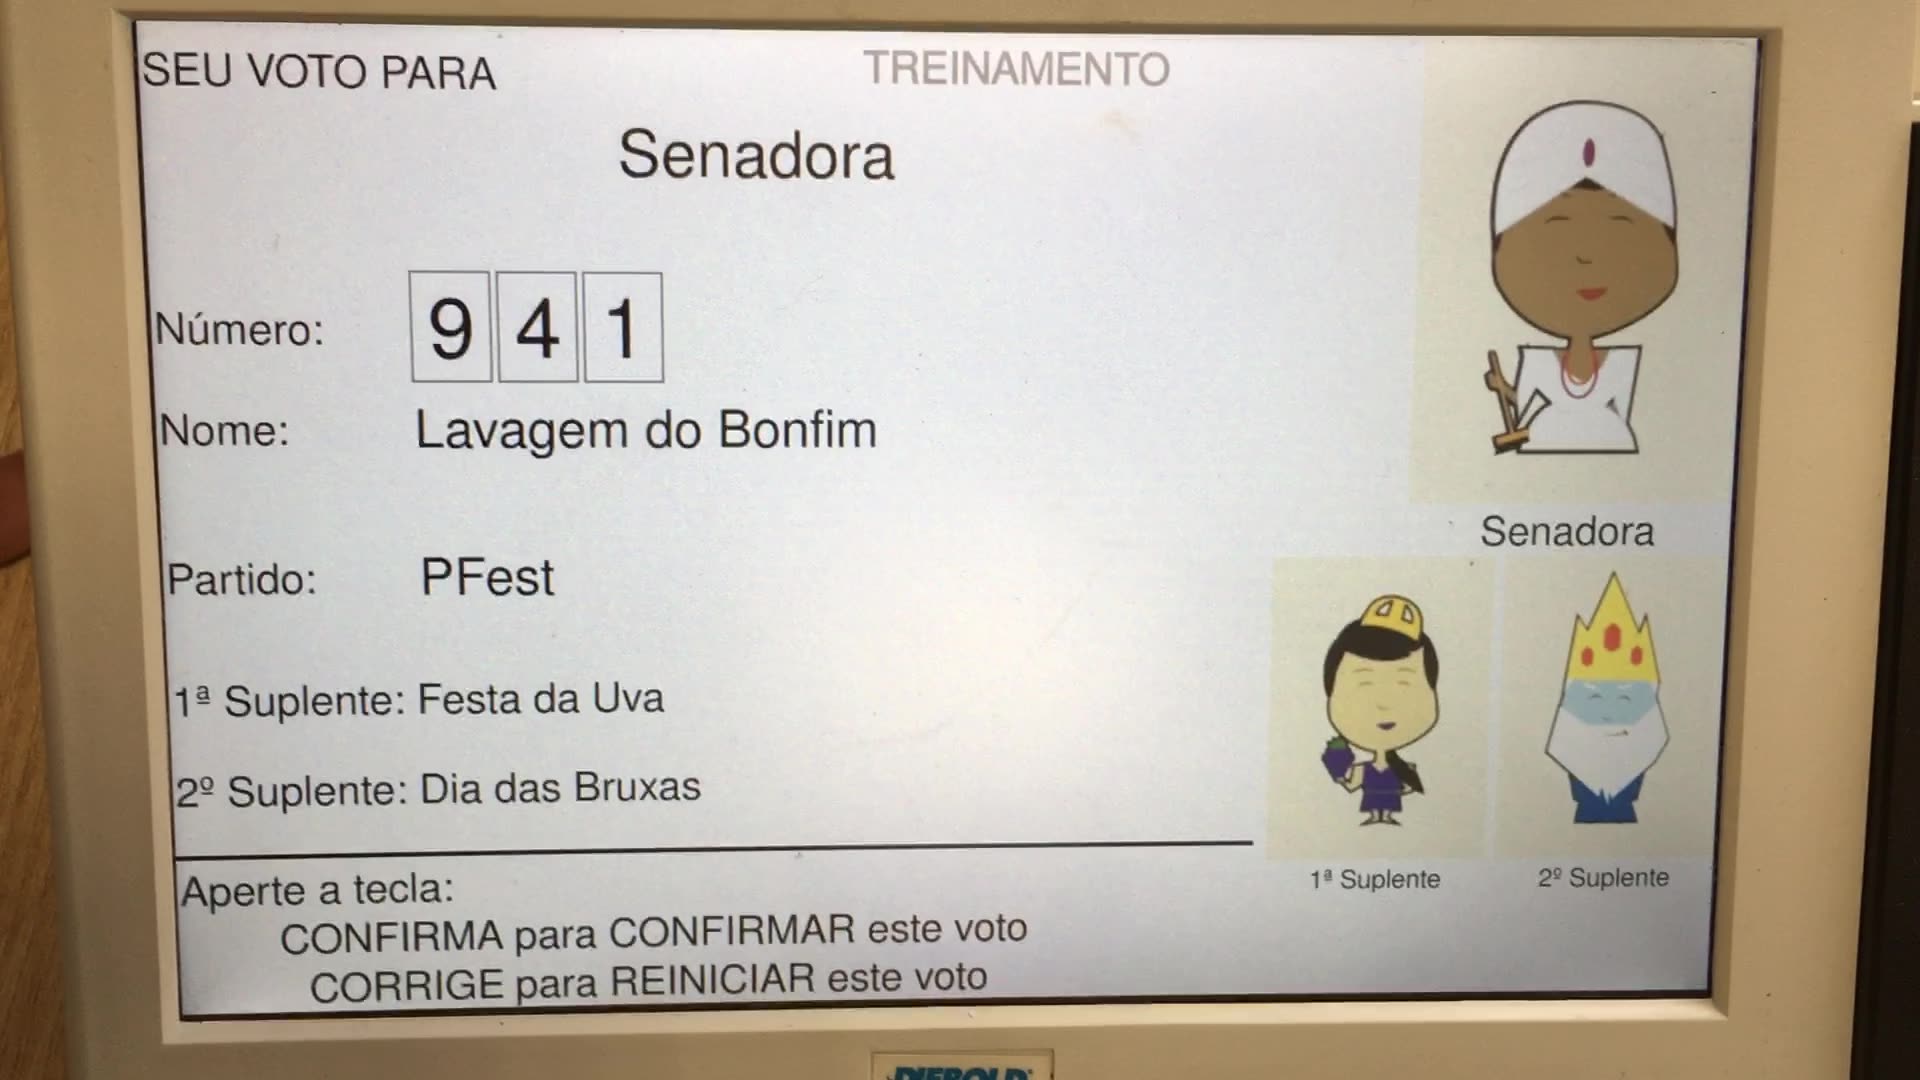 SEU VOTO PARA
TREINAMENTO
Senadora
Número: 9 4 1
Nome: Lavagem do Bonfim
Partido: PFest
1ª Suplente: Festa da Uva
2º Suplente: Dia das Bruxas
Senadora
1ª Suplente
2º Suplente
Aperte a tecla:
CONFIRMA para CONFIRMAR este voto
CORRIGE para REINICIAR este voto
DIEBOLD